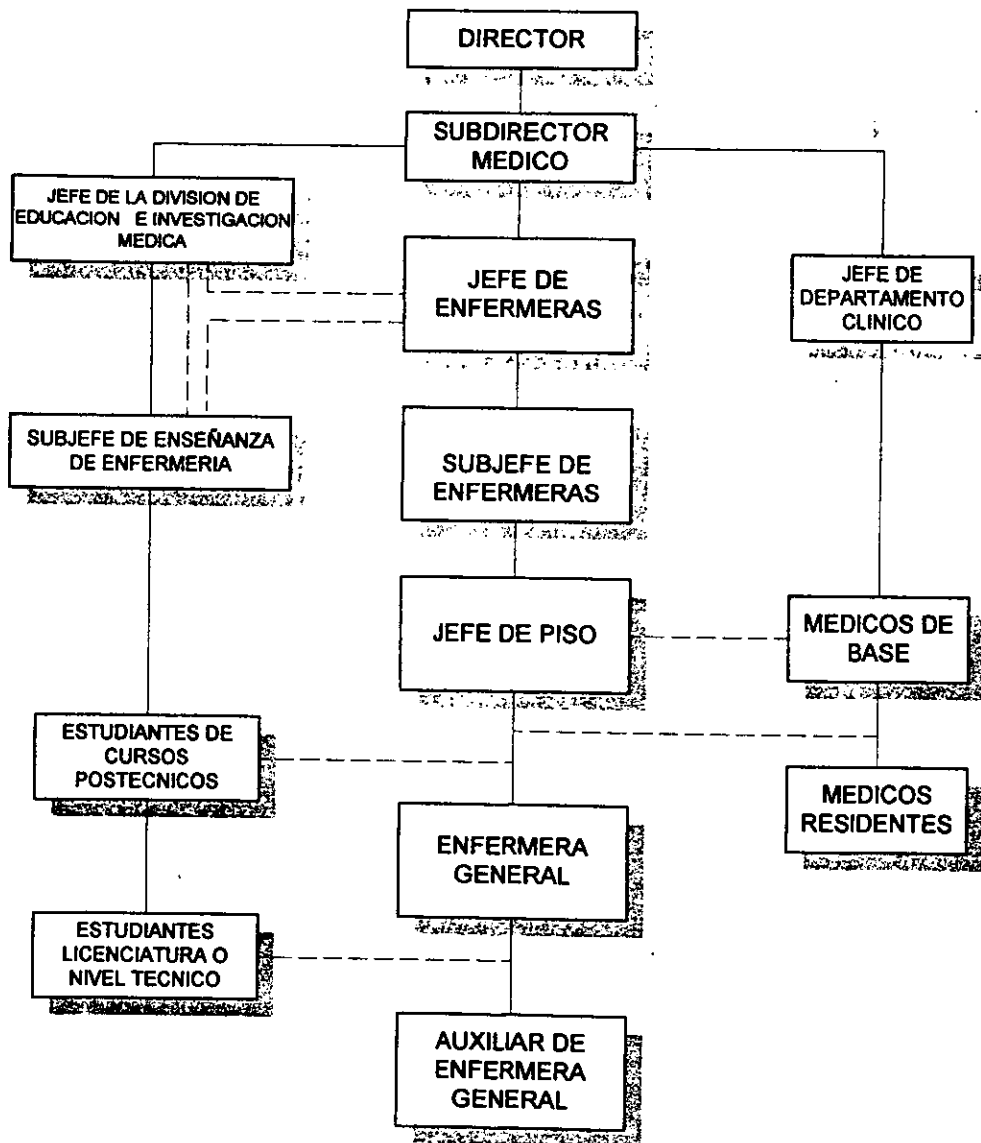 DIRECTOR
SUBDIRECTOR
MEDICO
JEFE DE LA DIVISION DE
EDUCACION E INVESTIGACION
MEDICA
JEFE DE
ENFERMERAS
JEFE DE
DEPARTAMENTO
CLINICO
SUBJEFE DE ENSEÑANZA
DE ENFERMERIA
SUBJEFE DE
ENFERMERAS
JEFE DE PISO
MEDICOS DE
BASE
ESTUDIANTES DE
CURSOS
POSTECNICOS
MEDICOS
RESIDENTES
ENFERMERA
GENERAL
ESTUDIANTES
LICENCIATURA O
NIVEL TECNICO
AUXILIAR DE
ENFERMERA
GENERAL